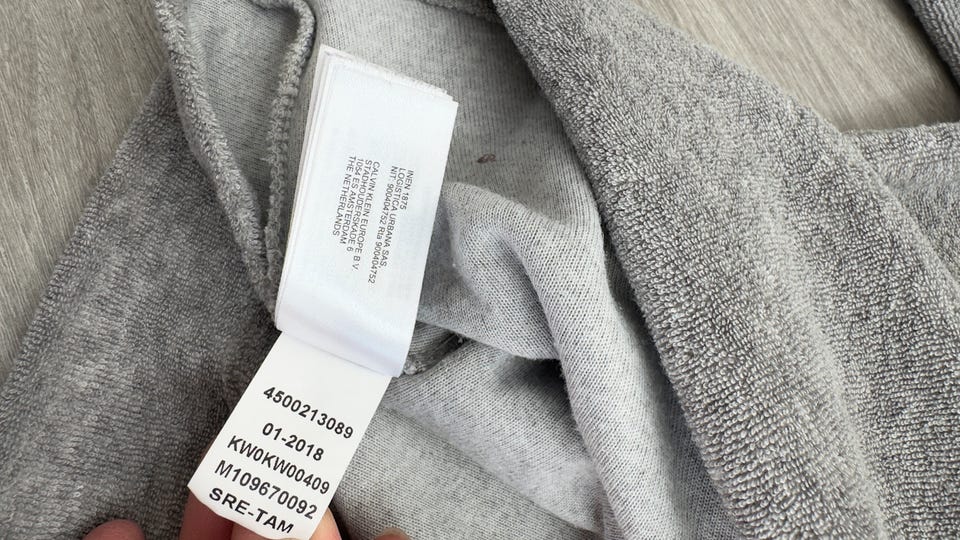 INEN 1875
LOGISTICA URBANA SAS.
NIT: 900404752 Rla 900404752
CALVIN KLEIN EUROPE B.V.
STADHOUDERSKADE 6
1054 ES AMSTERDAM
THE NETHERLANDS
4500213089
01-2018
KW0KW00409
M109670092
SRE-TAM